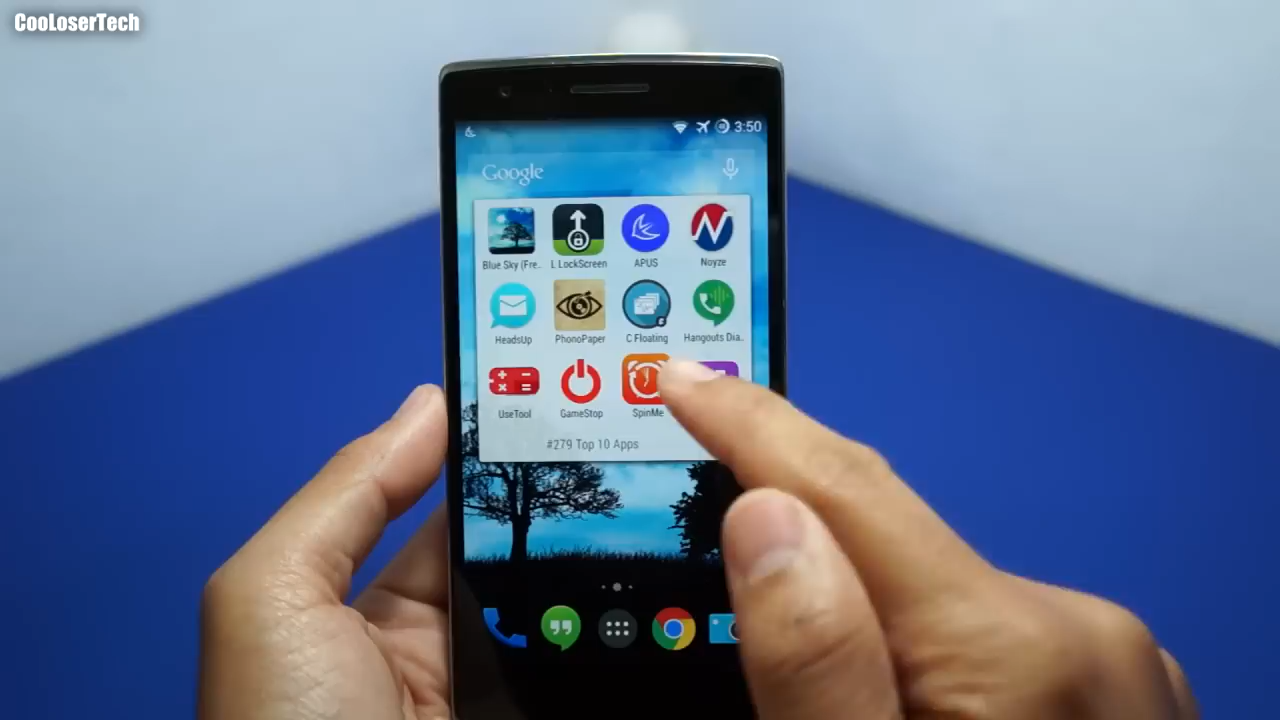 CooLoserTech
3:50
Google
Blue Sky (Fre..
L LockScreen
APUS
Noyze
HeadsUp
PhonoPaper
C Floating
Hangouts Dia..
UseTool
GameStop
SpinMe
#279 Top 10 Apps